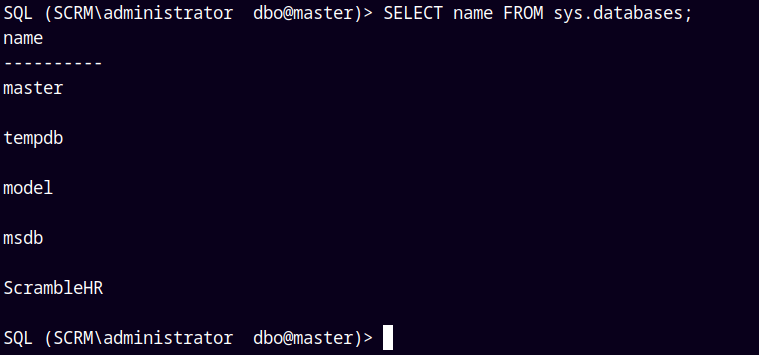 SQL (SCRM\administrator  dbo@master)> SELECT name FROM sys.databases;
name
----------
master
tempdb
model
msdb
ScrambleHR
SQL (SCRM\administrator  dbo@master)>